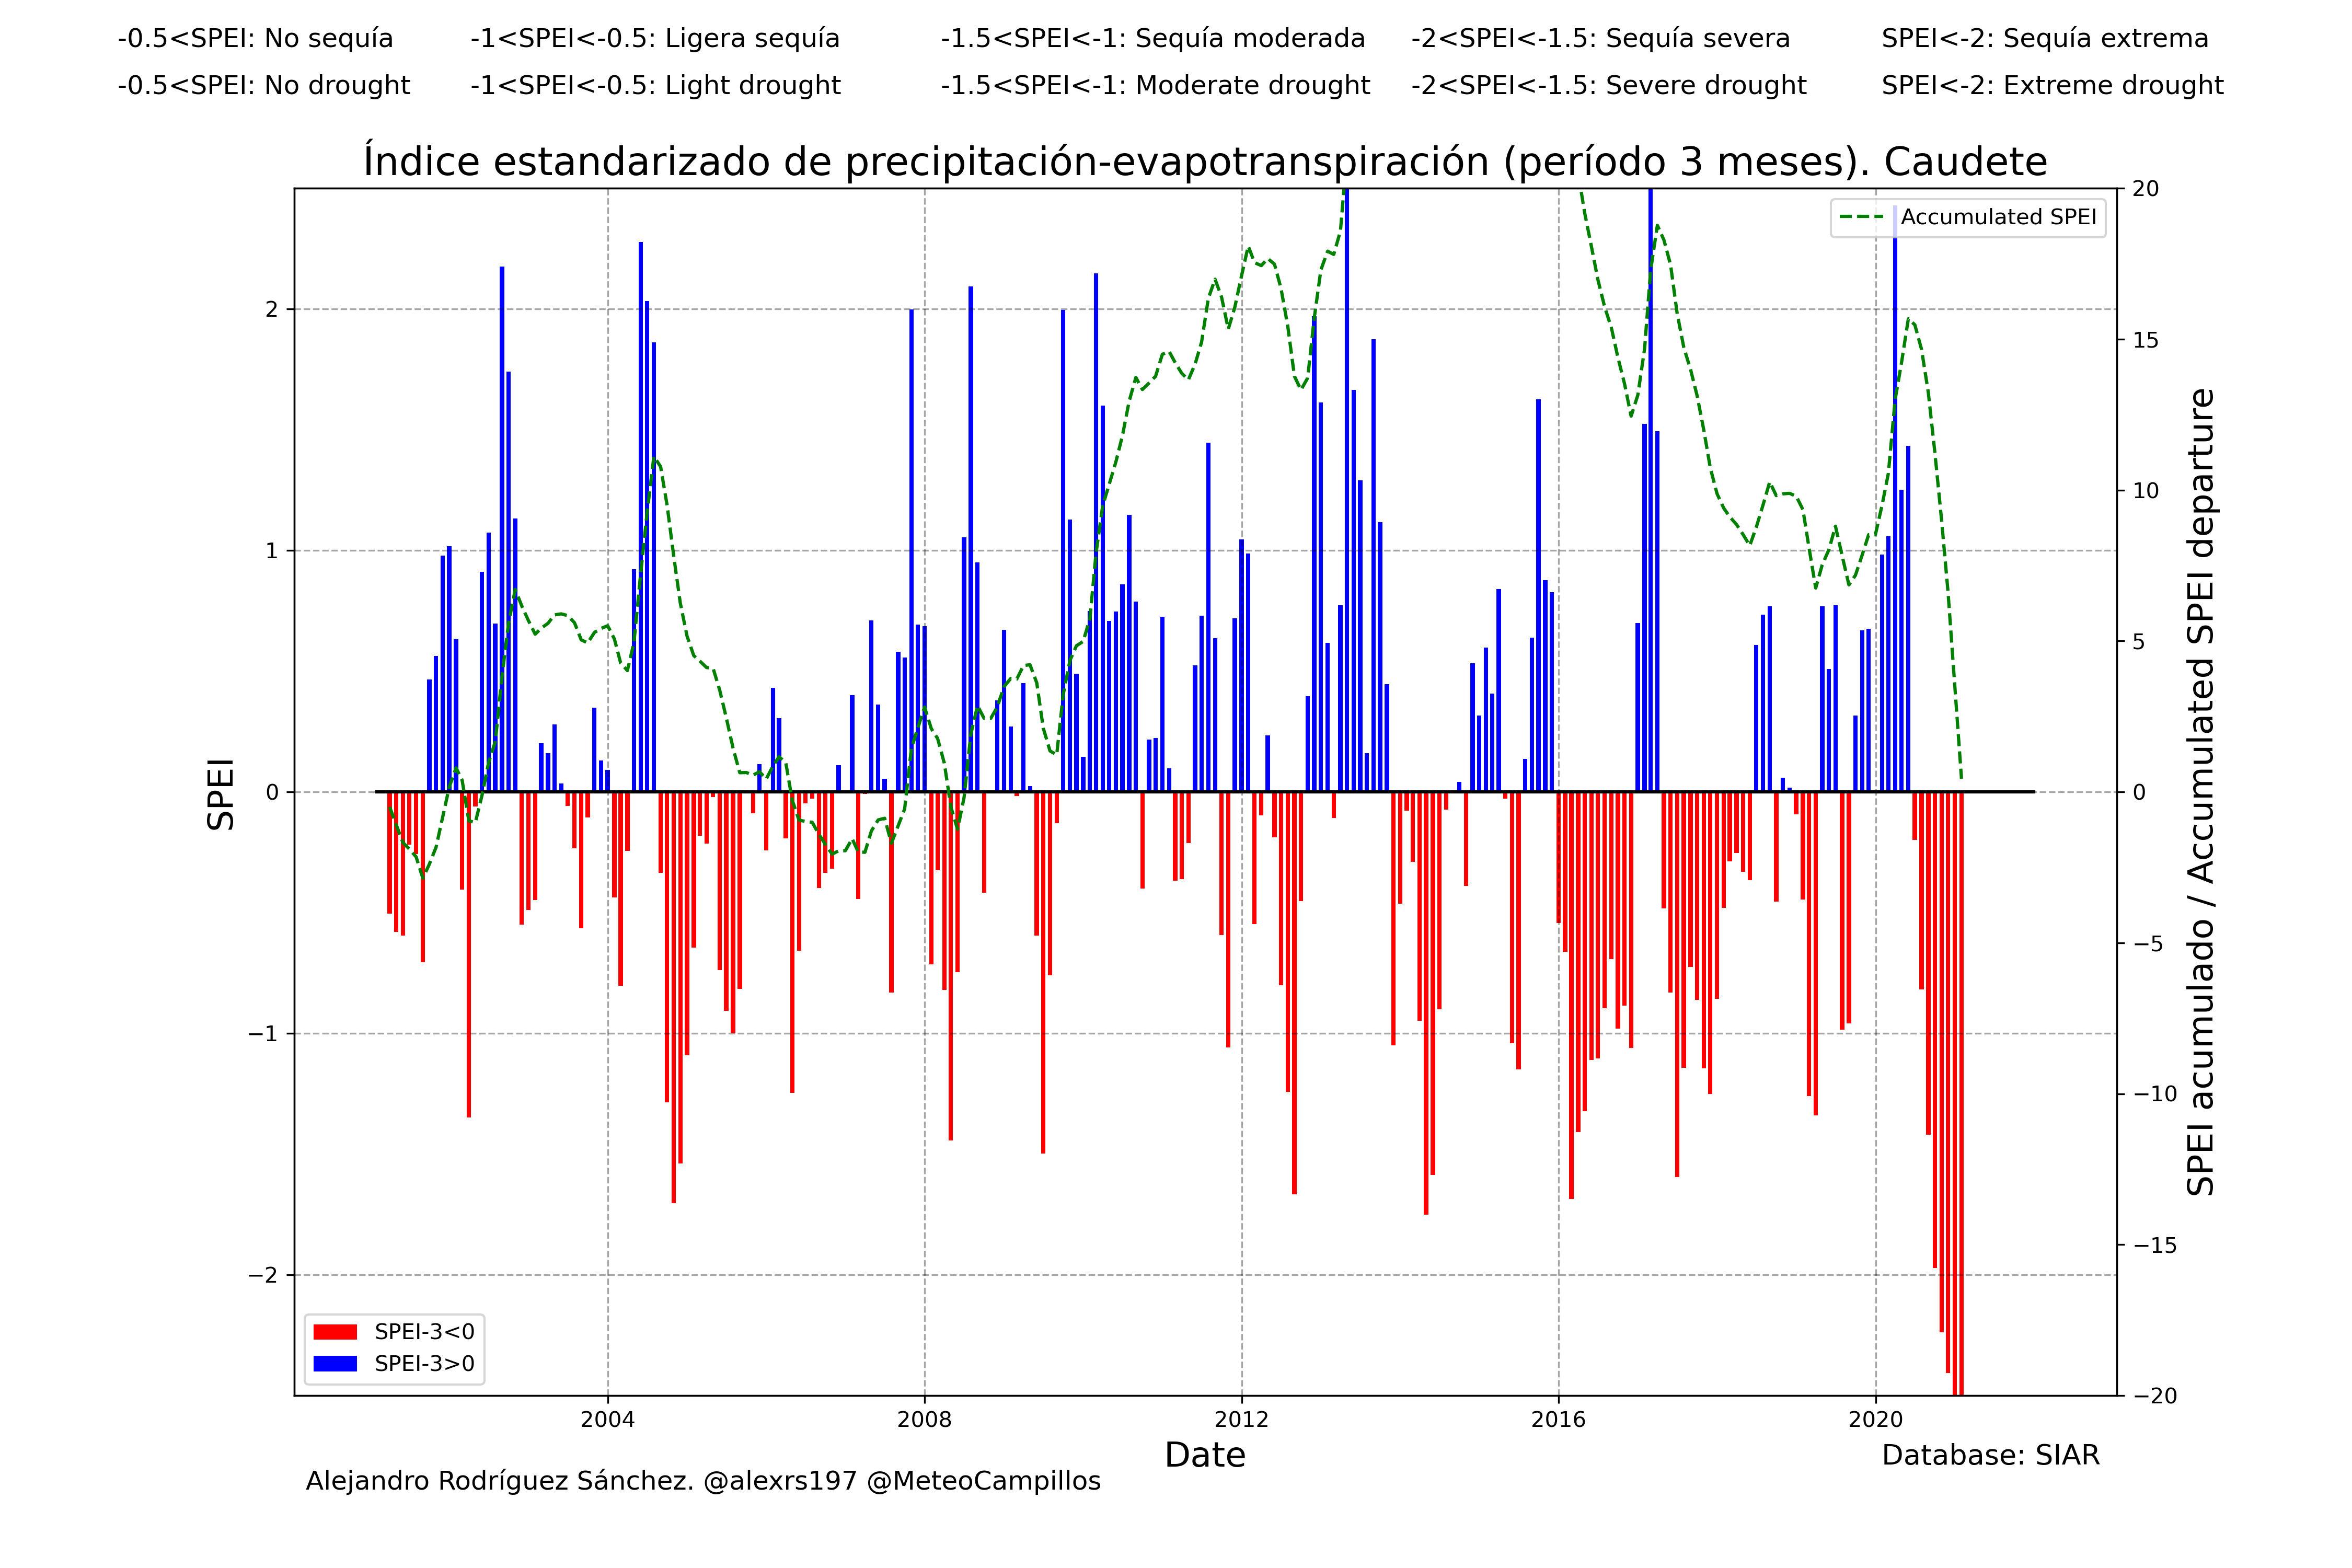 -0.5<SPEI: No sequía -1<SPEI<-0.5: Ligera sequía -1.5<SPEI<-1: Sequía moderada -2<SPEI<-1.5: Sequía severa SPEI<-2: Sequía extrema
-0.5<SPEI: No drought -1<SPEI<-0.5: Light drought -1.5<SPEI<-1: Moderate drought -2<SPEI<-1.5: Severe drought SPEI<-2: Extreme drought
Índice estandarizado de precipitación-evapotranspiración (período 3 meses). Caudete
Accumulated SPEI
SPEI
2
1
0
−1
−2
20
15
10
5
0
−5
−10
−15
−20
SPEI acumulado / Accumulated SPEI departure
SPEI-3<0
SPEI-3>0
2004 2008 2012 2016 2020
Date
Database: SIAR
Alejandro Rodríguez Sánchez. @alexrs197 @MeteoCampillos